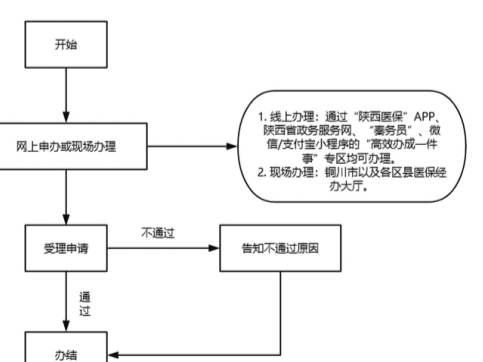 开始
网上申办或现场办理
1. 线上办理：通过“陕西医保”APP、
陕西省政务服务网、“秦务员”、微
信/支付宝小程序的“高效办成一件
事”专区均可办理。
2. 现场办理：铜川市以及各区县医保经
办大厅。
受理申请
不通过
告知不通过原因
通
过
办结